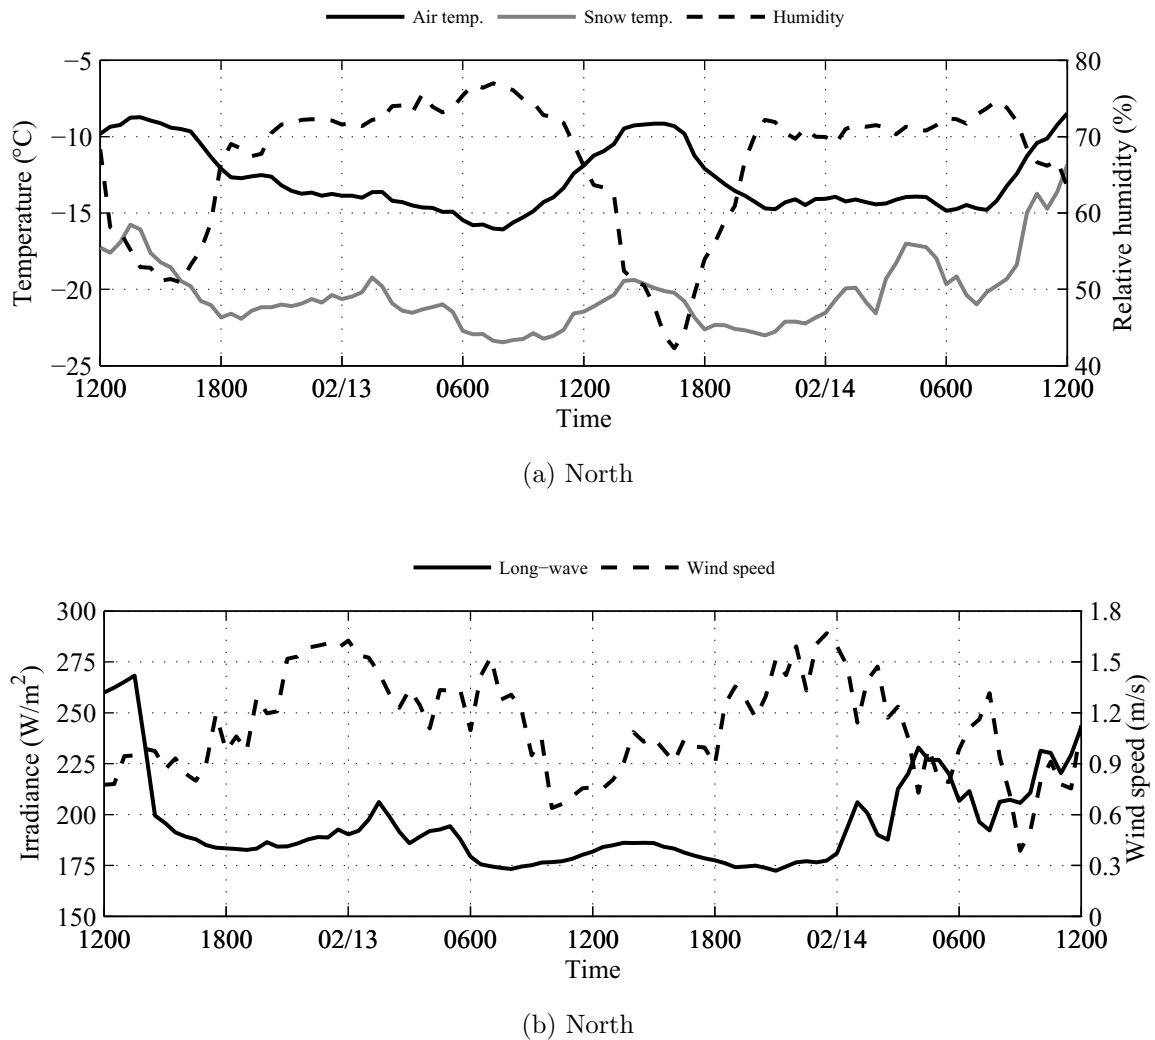 Air temp. Snow temp. Humidity
−5 80
−10 70
−15 60
−20 50
−25 40
Temperature (°C)
Relative humidity (%)
1200 1800 02/13 0600 1200 1800 02/14 0600 1200
Time
(a) North
Long−wave Wind speed
300 1.8
275 1.5
250 1.2
225 0.9
200 0.6
175 0.3
150 0
Irradiance (W/m²)
Wind speed (m/s)
1200 1800 02/13 0600 1200 1800 02/14 0600 1200
Time
(b) North